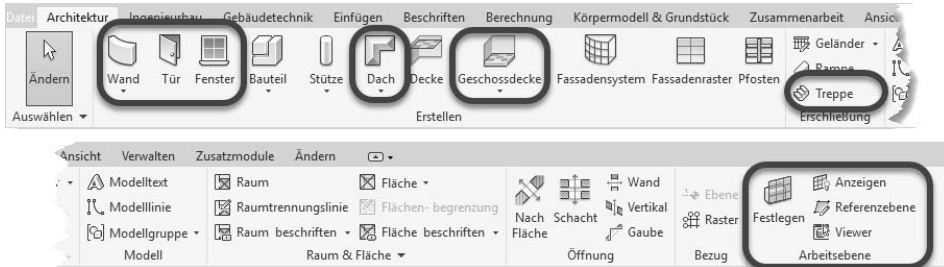 Datei Architektur Ingenieurbau Gebäudetechnik Einfügen Beschriften Berechnung Körpermodell & Grundstück Zusammenarbeit Ansic
Ändern Wand Tür Fenster Bauteil Stütze Dach Decke Geschossdecke Fassadensystem Fassadenraster Pfosten
Geländer
Rampe
Treppe
Auswählen Erstellen Erschließung
Ansicht Verwalten Zusatzmodule Ändern
Modelltext Raum Fläche Wand Ebene Anzeigen
Modelllinie Raumtrennungslinie Flächen- begrenzung Nach Fläche Schacht Vertikal Raster Festlegen Referenzebene
Modellgruppe Raum beschriften Fläche beschriften Gaube Viewer
Modell Raum & Fläche Öffnung Bezug Arbeitsebene